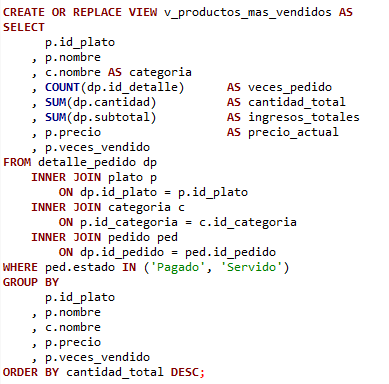 CREATE OR REPLACE VIEW v_productos_mas_vendidos AS
SELECT
      p.id_plato
    , p.nombre
    , c.nombre AS categoria
    , COUNT(dp.id_detalle)      AS veces_pedido
    , SUM(dp.cantidad)          AS cantidad_total
    , SUM(dp.subtotal)          AS ingresos_totales
    , p.precio                  AS precio_actual
    , p.veces_vendido
FROM detalle_pedido dp
    INNER JOIN plato p
        ON dp.id_plato = p.id_plato
    INNER JOIN categoria c
        ON p.id_categoria = c.id_categoria
    INNER JOIN pedido ped
        ON dp.id_pedido = ped.id_pedido
WHERE ped.estado IN ('Pagado', 'Servido')
GROUP BY
      p.id_plato
    , p.nombre
    , c.nombre
    , p.precio
    , p.veces_vendido
ORDER BY cantidad_total DESC;